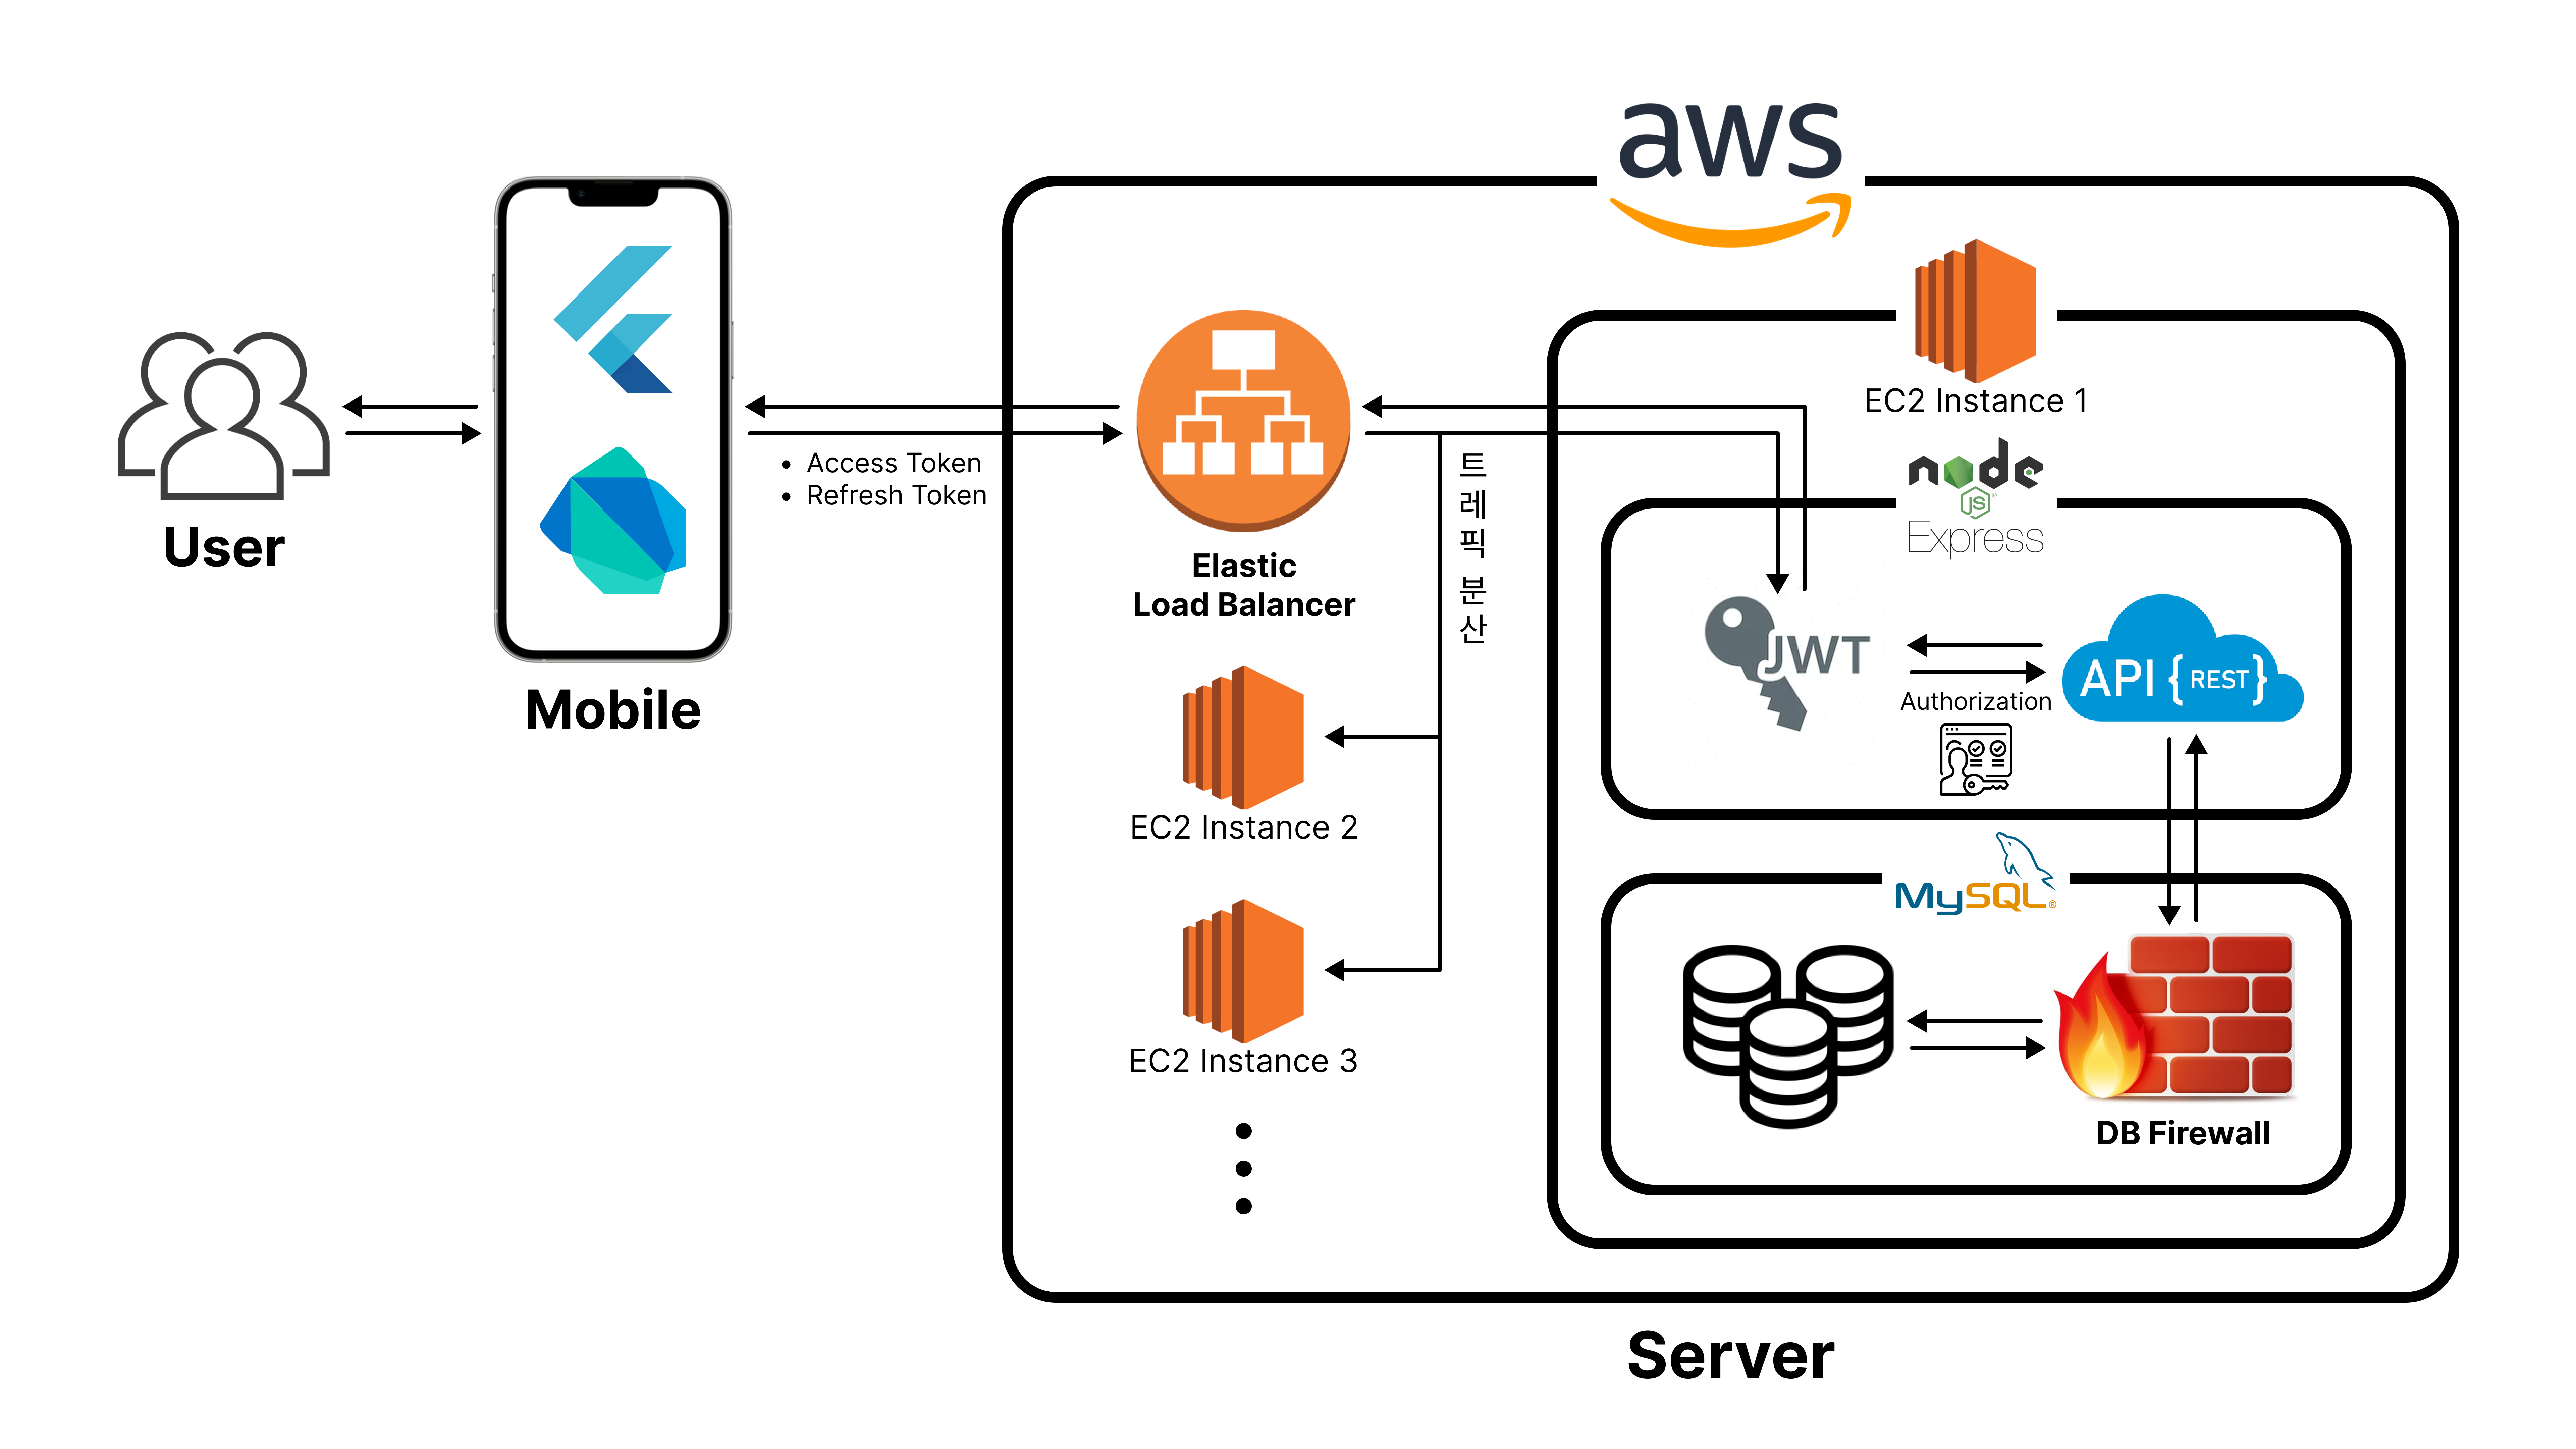 aws
EC2 Instance 1
node
JS
Express
• Access Token
• Refresh Token
User
Mobile
Elastic
Load Balancer
트레픽 분산
JWT
API {REST}
Authorization
EC2 Instance 2
MySQL®
EC2 Instance 3
DB Firewall
Server